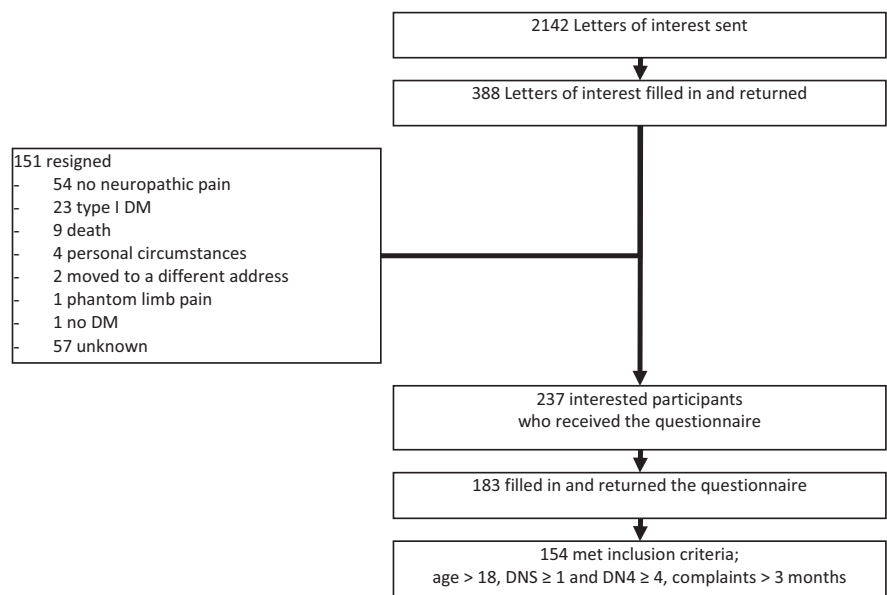 2142 Letters of interest sent
388 Letters of interest filled in and returned
151 resigned
- 54 no neuropathic pain
- 23 type I DM
- 9 death
- 4 personal circumstances
- 2 moved to a different address
- 1 phantom limb pain
- 1 no DM
- 57 unknown
237 interested participants
who received the questionnaire
183 filled in and returned the questionnaire
154 met inclusion criteria;
age > 18, DNS ≥ 1 and DN4 ≥ 4, complaints > 3 months